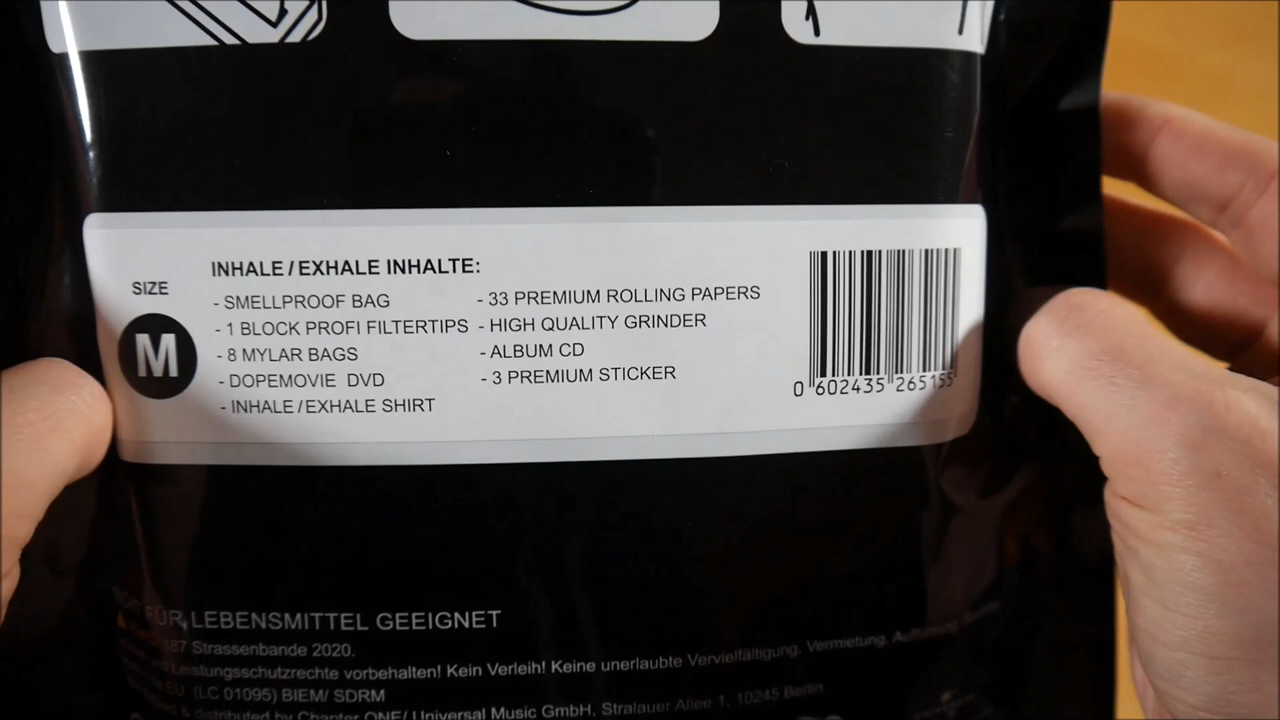 INHALE / EXHALE INHALTE:
SIZE
M
- SMELLPROOF BAG
- 1 BLOCK PROFI FILTERTIPS
- 8 MYLAR BAGS
- DOPEMOVIE DVD
- INHALE / EXHALE SHIRT
- 33 PREMIUM ROLLING PAPERS
- HIGH QUALITY GRINDER
- ALBUM CD
- 3 PREMIUM STICKER
0 602435 265155
FÜR LEBENSMITTEL GEEIGNET
187 Strassenbande 2020.
Leistungsschutzrechte vorbehalten! Kein Verleih! Keine unerlaubte Vervielfältigung, Vermietung,
EU. (LC 01095) BIEM/ SDRM
& distributed by Chapter ONE/ Universal Music GmbH, Stralauer Allee 1, 10245 Berlin